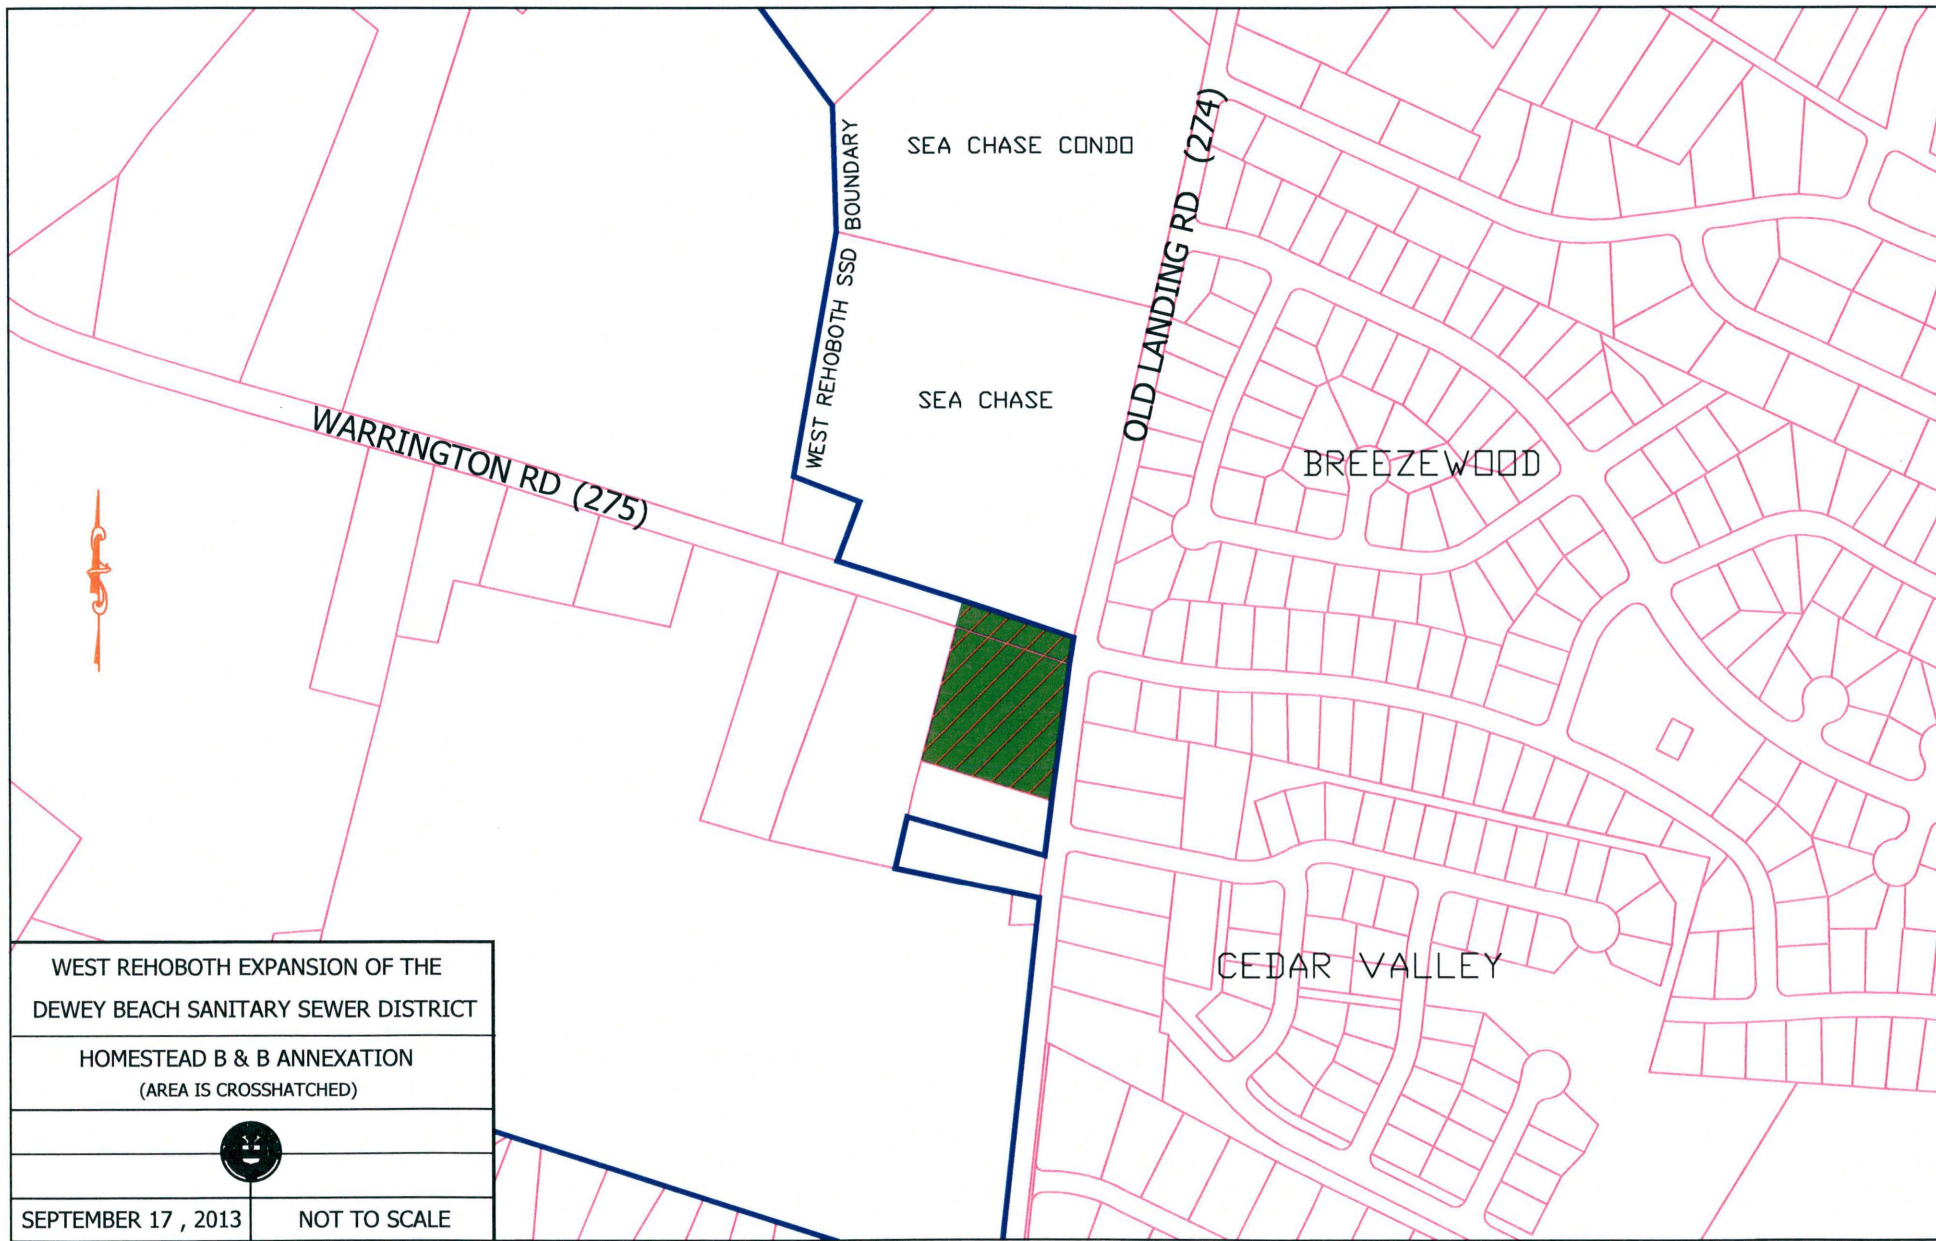 SEA CHASE CONDO
OLD LANDING RD (274)
WEST REHOBOTH SSD BOUNDARY
SEA CHASE
WARRINGTON RD (275)
BREEZEWOOD
CEDAR VALLEY
WEST REHOBOTH EXPANSION OF THE
DEWEY BEACH SANITARY SEWER DISTRICT
HOMESTEAD B & B ANNEXATION
(AREA IS CROSSHATCHED)
SEPTEMBER 17 , 2013
NOT TO SCALE